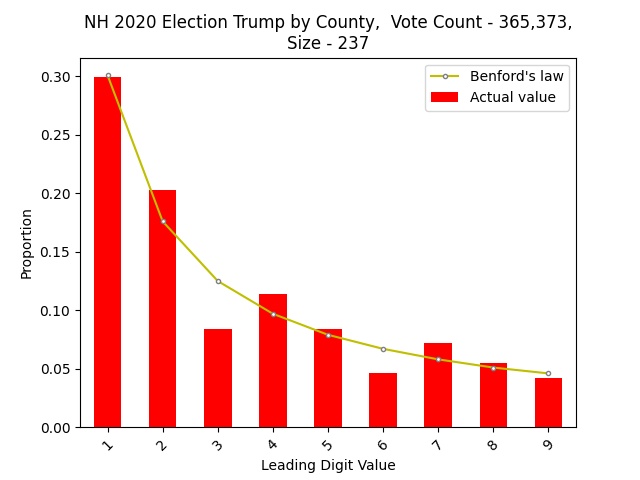 NH 2020 Election Trump by County,  Vote Count - 365,373,
Size - 237
Benford's law
Actual value
Proportion
0.30
0.25
0.20
0.15
0.10
0.05
0.00
1 2 3 4 5 6 7 8 9
Leading Digit Value